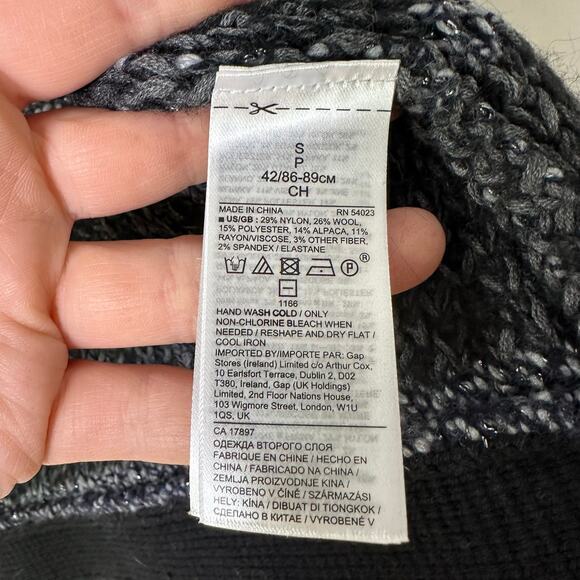 S
P
42/86-89см
CH
MADE IN CHINA RN 54023
■ US/GB : 29% NYLON, 26% WOOL,
15% POLYESTER, 14% ALPACA, 11%
RAYON/VISCOSE, 3% OTHER FIBER,
2% SPANDEX / ELASTANE
P ®
1166
HAND WASH COLD / ONLY
NON-CHLORINE BLEACH WHEN
NEEDED / RESHAPE AND DRY FLAT /
COOL IRON
IMPORTED BY/IMPORTE PAR: Gap
Stores (Ireland) Limited c/o Arthur Cox,
10 Earlsfort Terrace, Dublin 2, D02
T380, Ireland, Gap (UK Holdings)
Limited, 2nd Floor Nations House,
103 Wigmore Street, London, W1U
1QS, UK
CA 17897
ОДЕЖДА ВТОРОГО СЛОЯ
FABRIQUE EN CHINE / HECHO EN
CHINA / FABRICADO NA CHINA /
ZEMLJA PROIZVODNJE KINA /
VYROBENO V ČÍNĚ / SZÁRMAZÁSI
HELY: KÍNA / DIBUAT DI TIONGKOK /
СДЕЛАНО В КИТАЕ / VYROBENÉ V